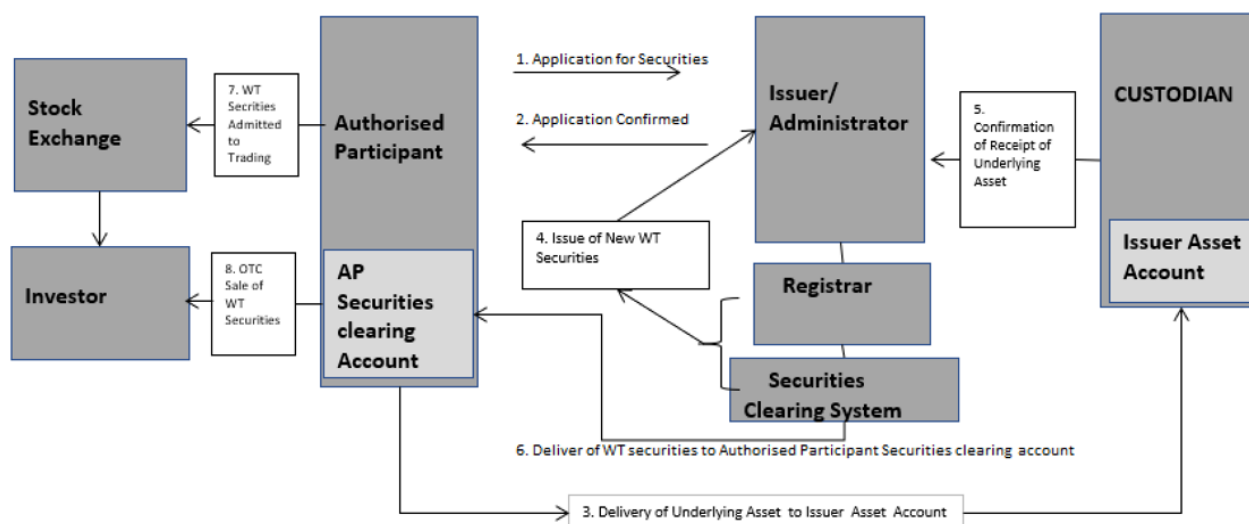 1. Application for Securities
7. WT
Secrities
Admitted
to
Trading
Stock
Exchange
Authorised
Participant
2. Application Confirmed
Issuer/
Administrator
5.
Confirmation
of Receipt of
Underlying
Asset
CUSTODIAN
4. Issue of New WT
Securities
Issuer Asset
Account
Investor
8. OTC
Sale of
WT
Securities
AP
Securities
clearing
Account
Registrar
Securities
Clearing System
6. Deliver of WT securities to Authorised Participant Securities clearing account
3. Delivery of Underlying Asset to Issuer Asset Account